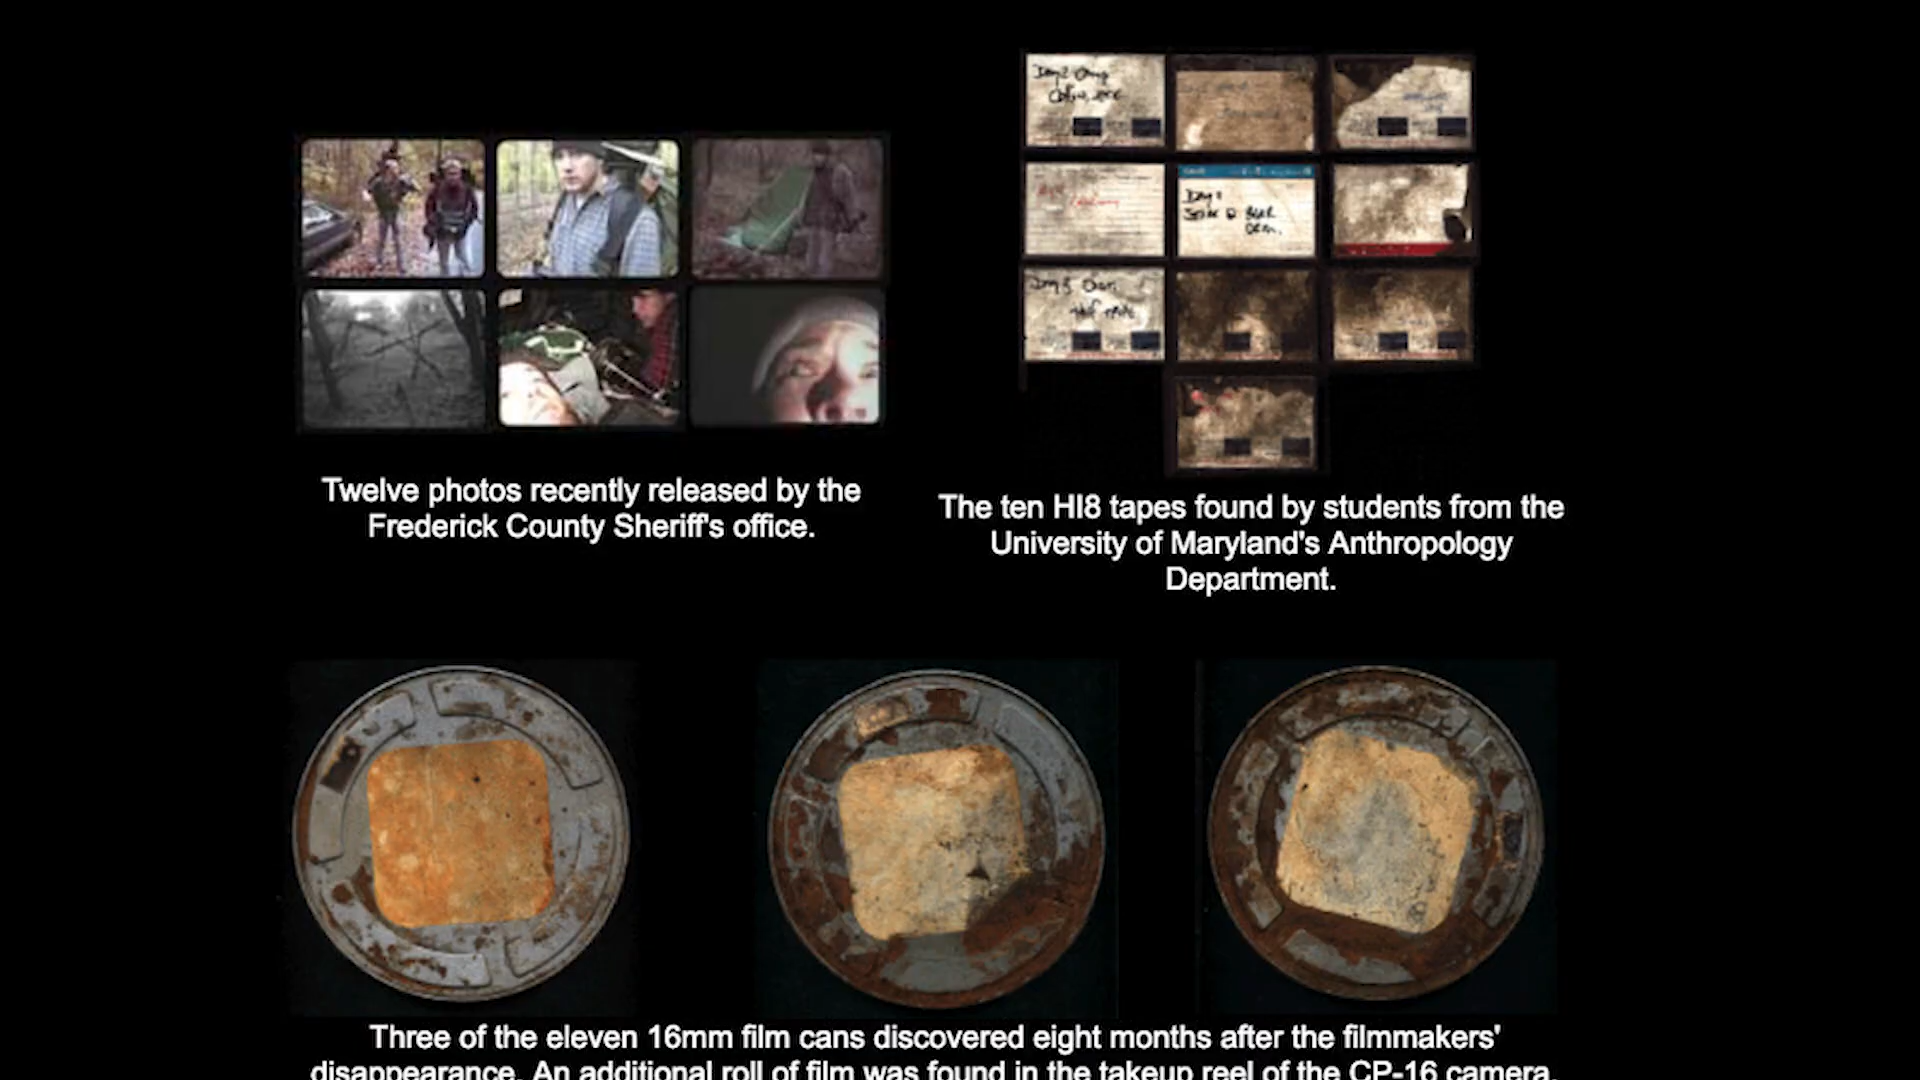 Day 1
Twelve photos recently released by the
Frederick County Sheriff's office.
The ten HI8 tapes found by students from the
University of Maryland's Anthropology
Department.
Three of the eleven 16mm film cans discovered eight months after the filmmakers'
disappearance. An additional roll of film was found in the takeup reel of the CP-16 camera.